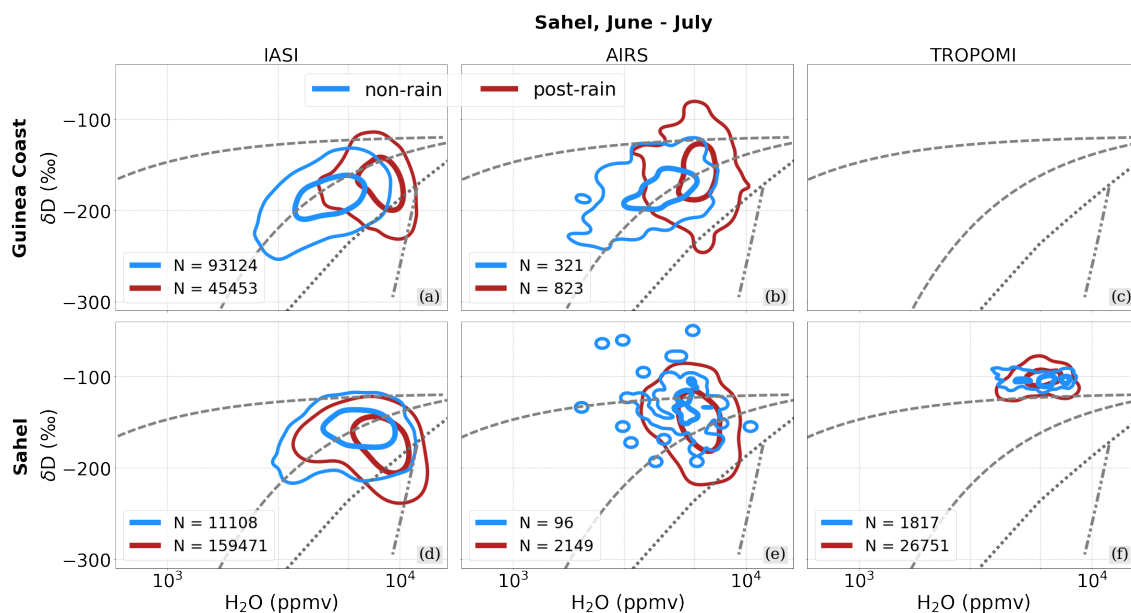 Sahel, June - July
IASI
AIRS
TROPOMI
non-rain
post-rain
Guinea Coast
δD (‰)
−100
−200
−300
N = 93124
N = 45453
(a)
N = 321
N = 823
(b)
(c)
Sahel
δD (‰)
−100
−200
−300
N = 11108
N = 159471
(d)
N = 96
N = 2149
(e)
N = 1817
N = 26751
(f)
10³
10⁴
10³
10⁴
10³
10⁴
H₂O (ppmv)
H₂O (ppmv)
H₂O (ppmv)